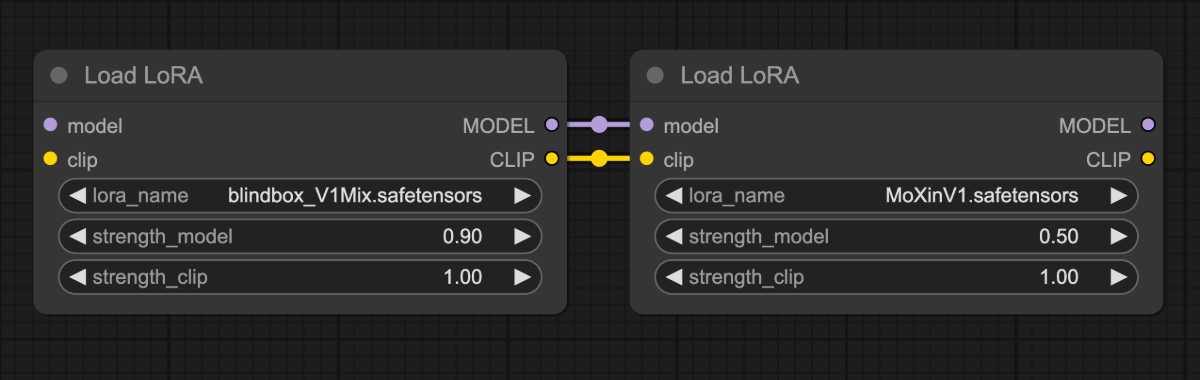 Load LoRA
model MODEL
clip CLIP
lora_name blindbox_V1Mix.safetensors
strength_model 0.90
strength_clip 1.00
Load LoRA
model MODEL
clip CLIP
lora_name MoXinV1.safetensors
strength_model 0.50
strength_clip 1.00